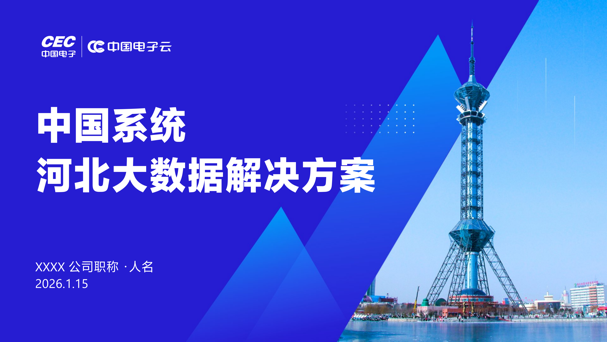 CEC
中国电子
中国电子云
中国系统
河北大数据解决方案
XXXX 公司职称 · 人名
2026.1.15